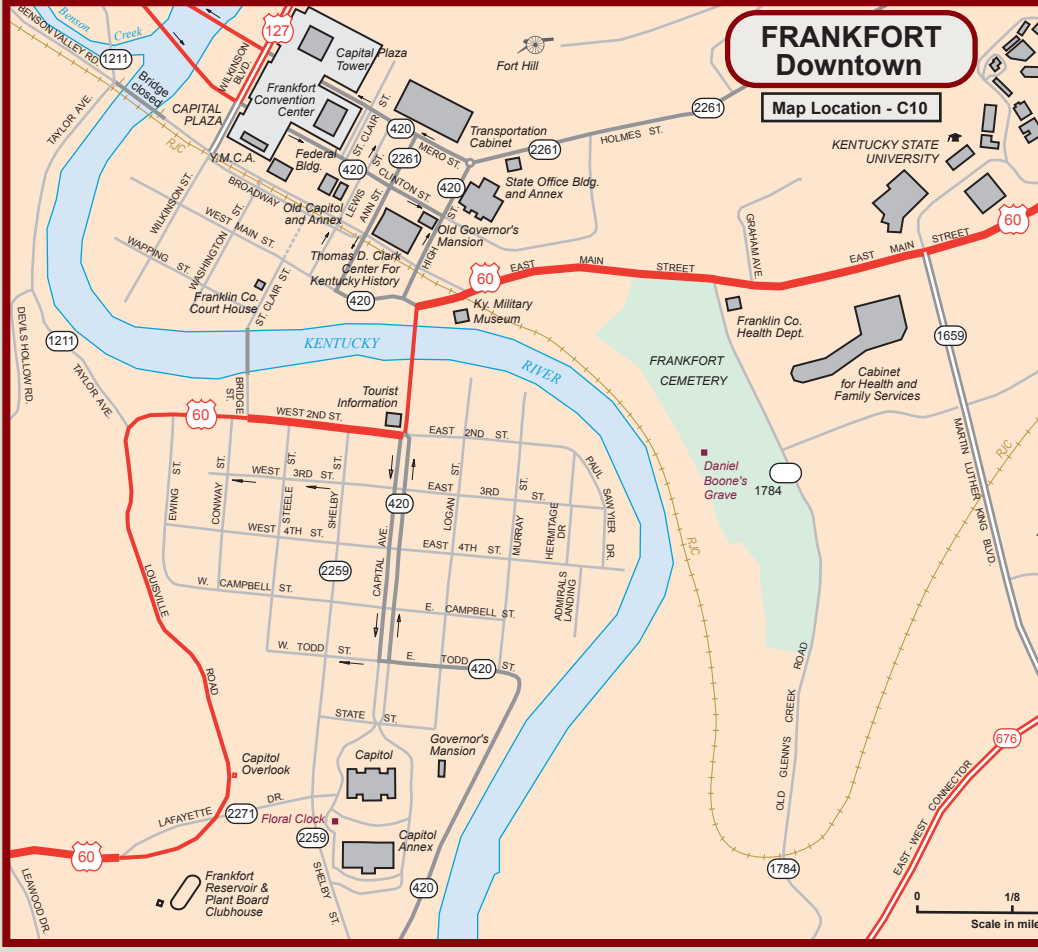 FRANKFORT
Downtown
Map Location - C10
Benson
Creek
BENSON VALLEY RD.
1211
127
WILKINSON
BLVD.
Capital Plaza
Tower
Fort Hill
Bridge
closed
TAYLOR AVE.
CAPITAL
PLAZA
Frankfort
Convention
Center
ST. CLAIR ST.
420
2261
MERO ST.
Transportation
Cabinet
2261
2261
HOLMES ST.
KENTUCKY STATE
UNIVERSITY
RJC
Y.M.C.A.
Federal
Bldg.
420
CLINTON ST.
420
State Office Bldg.
and Annex
BROADWAY
Old Capitol
and Annex
LEWIS
ST.
ANN ST.
HIGH
ST.
Old Governor's
Mansion
WILKINSON ST.
WASHINGTON
ST.
WEST MAIN ST.
WAPPING ST.
Thomas D. Clark
Center For
Kentucky History
Franklin Co.
Court House
ST. CLAIR ST.
420
60
EAST MAIN STREET
GRAHAM AVE.
EAST MAIN STREET
60
Ky. Military
Museum
Franklin Co.
Health Dept.
1659
DEVILS HOLLOW RD.
1211
TAYLOR AVE.
KENTUCKY
RIVER
FRANKFORT
CEMETERY
Cabinet
for Health and
Family Services
BRIDGE
ST.
60
WEST 2ND ST.
Tourist
Information
EAST 2ND ST.
Daniel
Boone's
Grave
1784
MARTIN LUTHER KING BLVD.
RJC
EWING ST.
CONWAY ST.
STEELE ST.
SHELBY ST.
WEST 3RD ST.
EAST 3RD ST.
420
LOGAN ST.
MURRAY ST.
HERMITAGE
DR
PAUL SAWYIER DR.
WEST 4TH ST.
EAST 4TH ST.
RJC
2259
CAPITAL AVE.
ADMIRALS
LANDING
LOUISVILLE
ROAD
W. CAMPBELL ST.
E. CAMPBELL ST.
W. TODD ST.
E. TODD ST.
420
OLD GLENN'S CREEK ROAD
STATE ST.
Governor's
Mansion
Capitol
Capitol
Overlook
676
EAST - WEST CONNECTOR
LAFAYETTE DR.
2271
Floral Clock
2259
Capitol
Annex
60
SHELBY ST.
420
1784
LEAWOOD DR.
Frankfort
Reservoir &
Plant Board
Clubhouse
0 1/8
Scale in mile